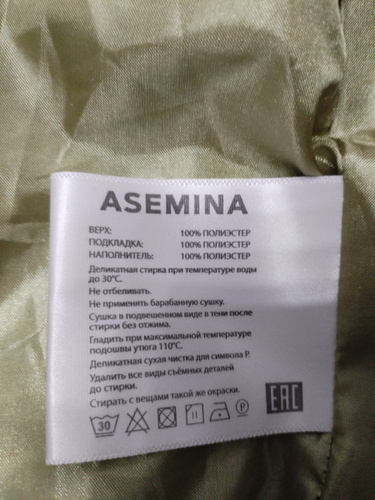 ASEMINA
ВЕРХ: 100% ПОЛИЭСТЕР
ПОДКЛАДКА: 100% ПОЛИЭСТЕР
НАПОЛНИТЕЛЬ: 100% ПОЛИЭСТЕР
Деликатная стирка при температуре воды
до 30°C.
Не отбеливать.
Не применять барабанную сушку.
Сушка в подвешенном виде в тени после
стирки без отжима.
Гладить при максимальной температуре
подошвы утюга 110°C.
Деликатная сухая чистка для символа P.
Удалить все виды съёмных деталей
до стирки.
Стирать с вещами такой же окраски.
30 P EAC